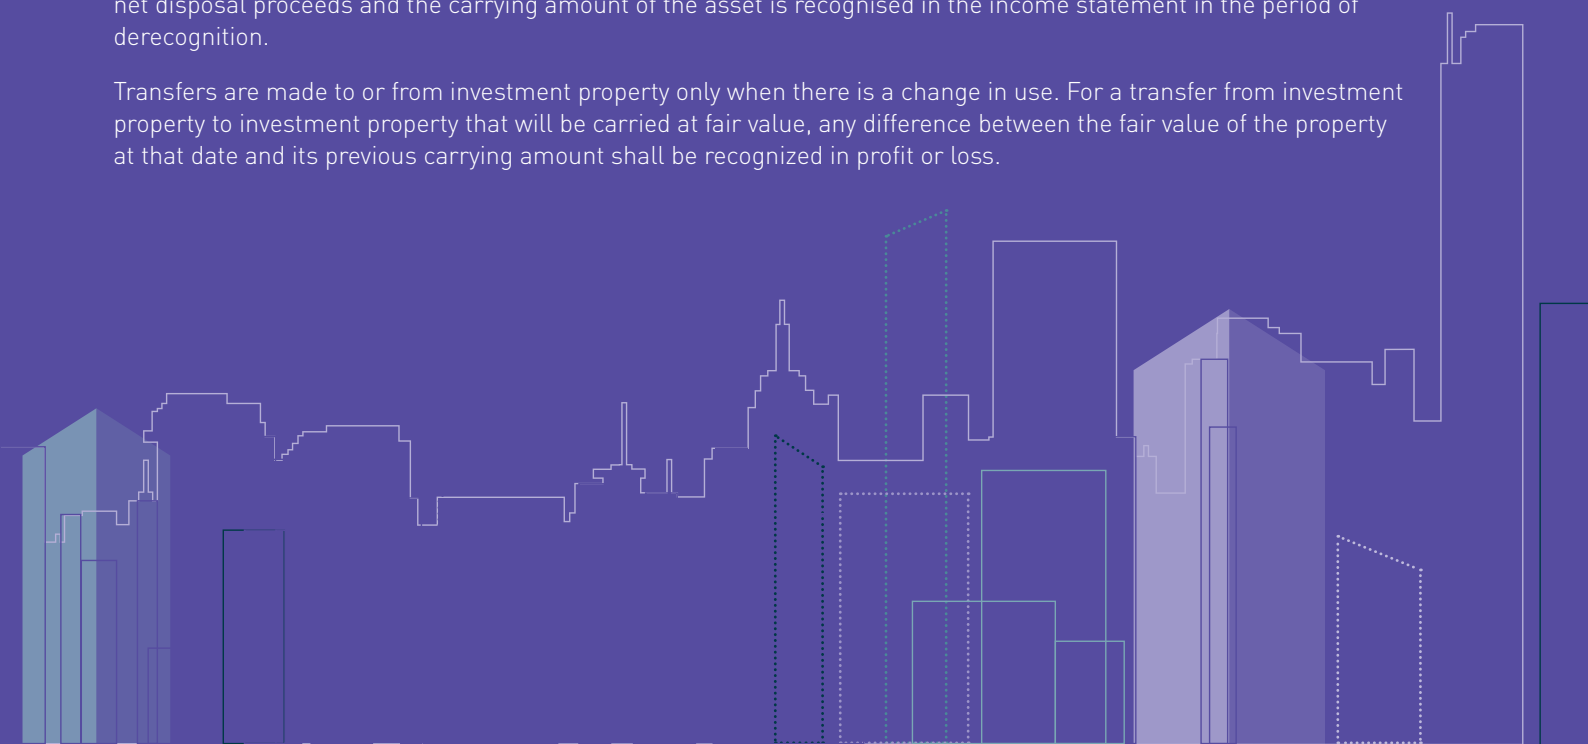 net disposal proceeds and the carrying amount of the asset is recognised in the income statement in the period of
derecognition.
Transfers are made to or from investment property only when there is a change in use. For a transfer from investment
property to investment property that will be carried at fair value, any difference between the fair value of the property
at that date and its previous carrying amount shall be recognized in profit or loss.